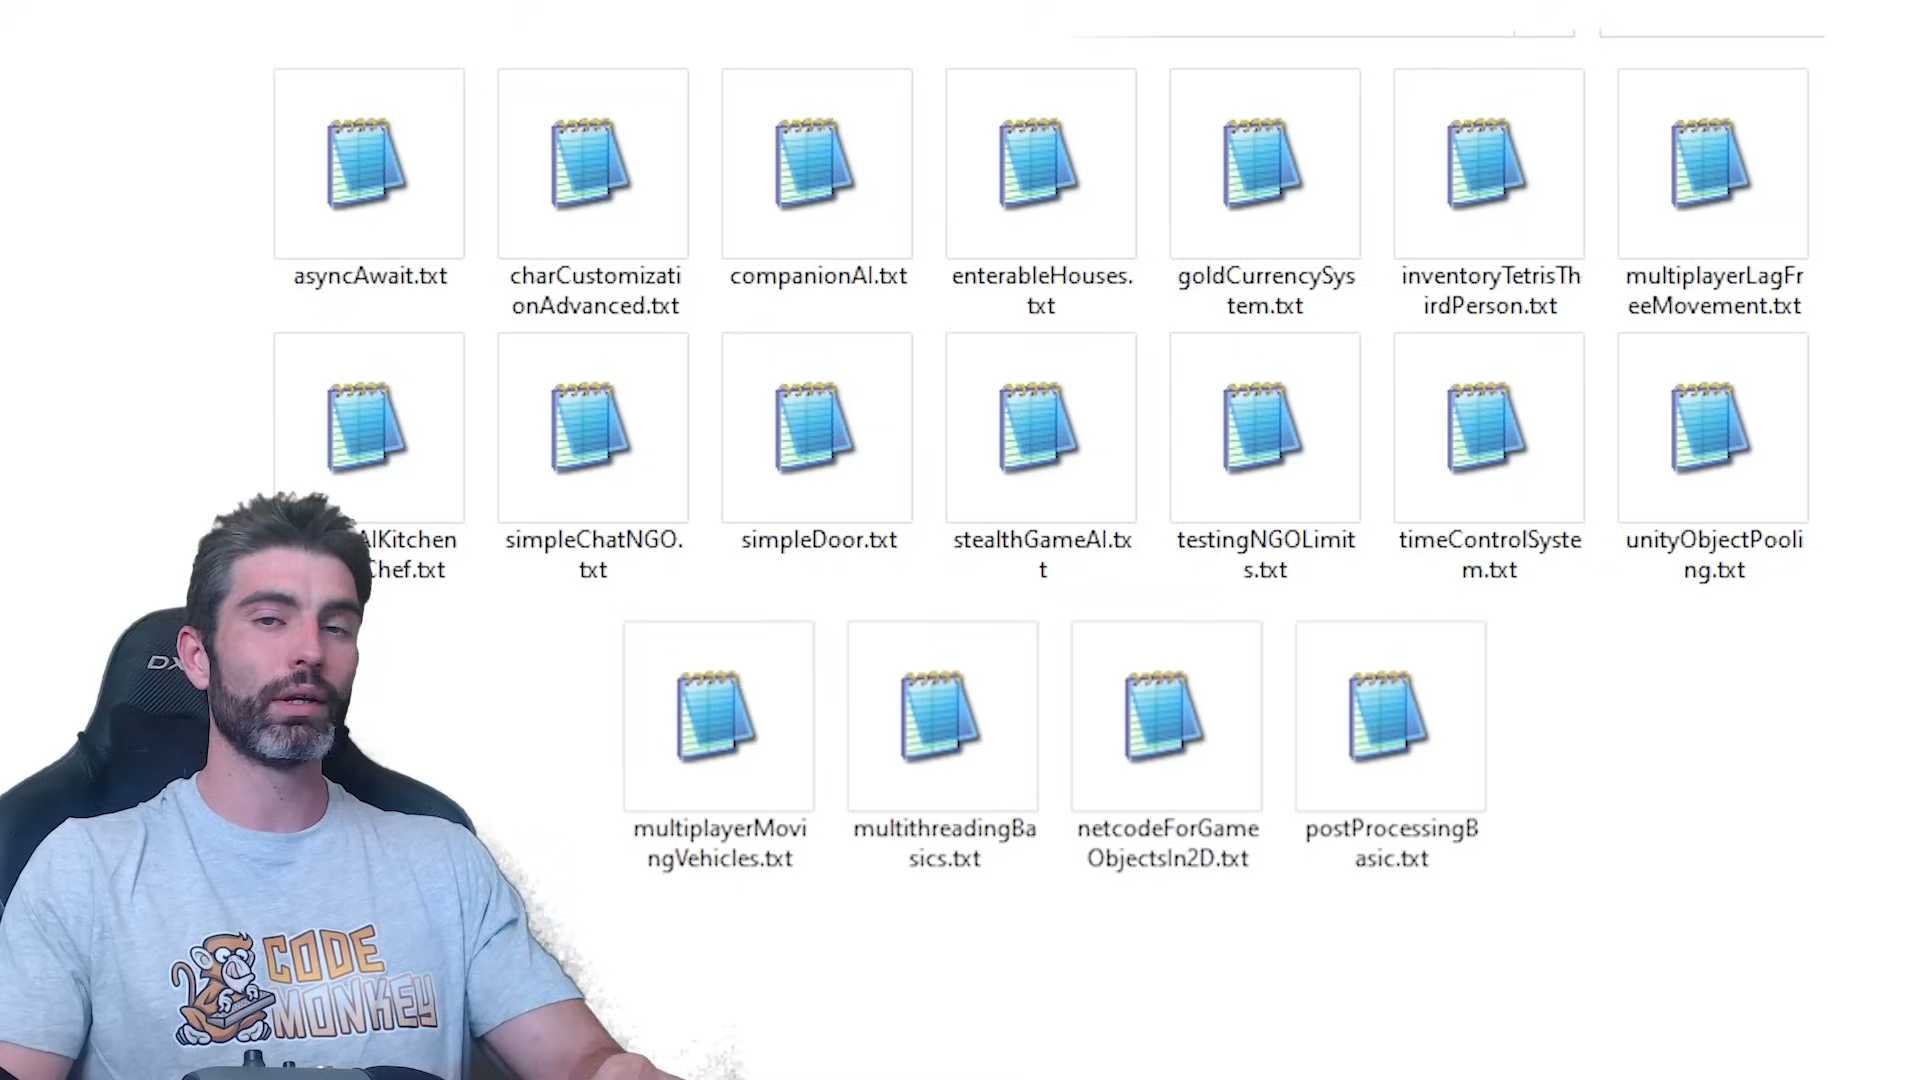 asyncAwait.txt
charCustomizati
onAdvanced.txt
companionAI.txt
enterableHouses.
txt
goldCurrencySys
tem.txt
inventoryTetrisTh
irdPerson.txt
multiplayerLagFr
eeMovement.txt
AIKitchen
Chef.txt
simpleChatNGO.
txt
simpleDoor.txt
stealthGameAI.tx
t
testingNGOLimit
s.txt
timeControlSyste
m.txt
unityObjectPooli
ng.txt
multiplayerMovi
ngVehicles.txt
multithreadingBa
sics.txt
netcodeForGame
ObjectsIn2D.txt
postProcessingB
asic.txt
DX
CODE
MONKEY